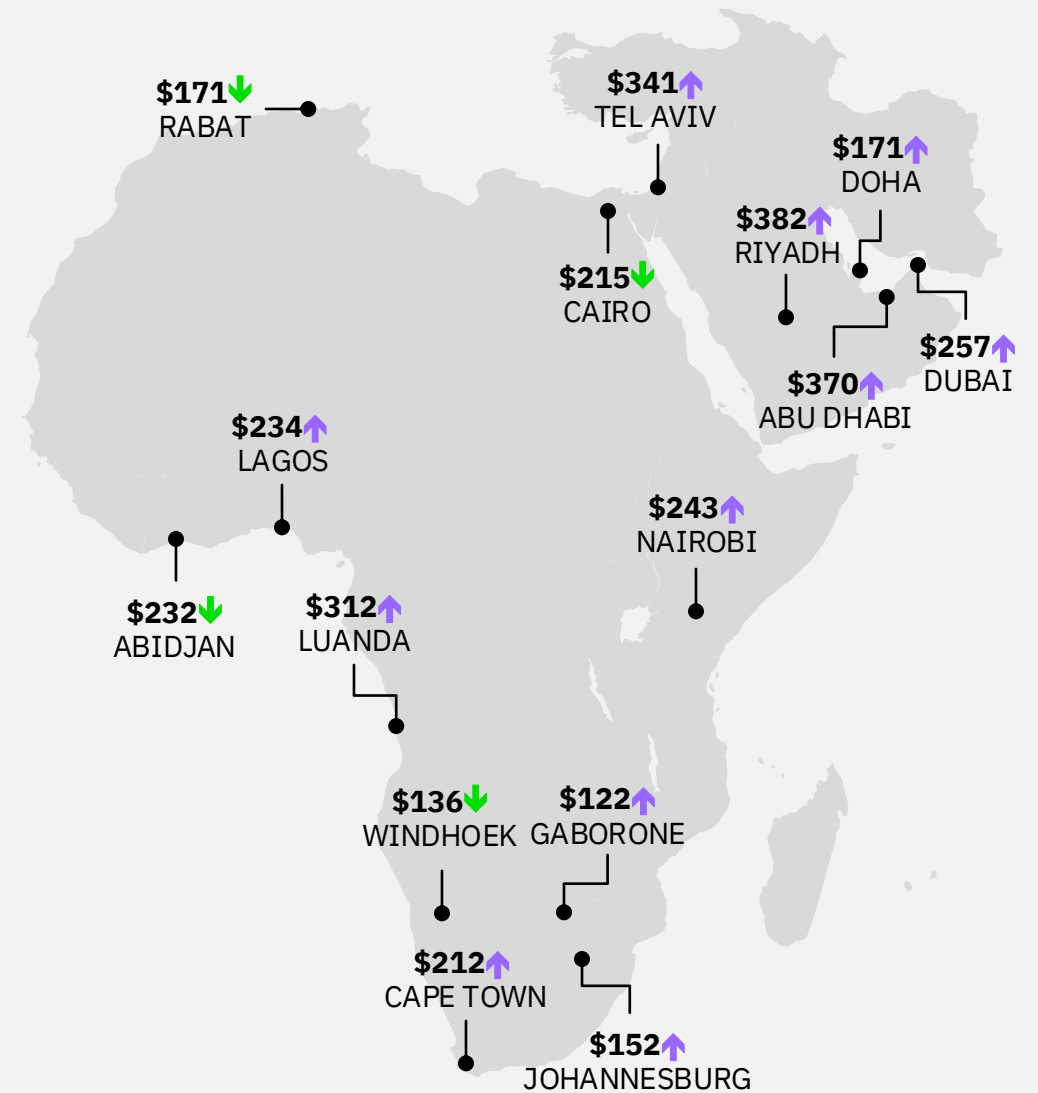 $171
RABAT
$341
TEL AVIV
$171
DOHA
$382
RIYADH
$215
CAIRO
$257
DUBAI
$370
ABU DHABI
$234
LAGOS
$243
NAIROBI
$232
ABIDJAN
$312
LUANDA
$136
WINDHOEK
$122
GABORONE
$212
CAPE TOWN
$152
JOHANNESBURG